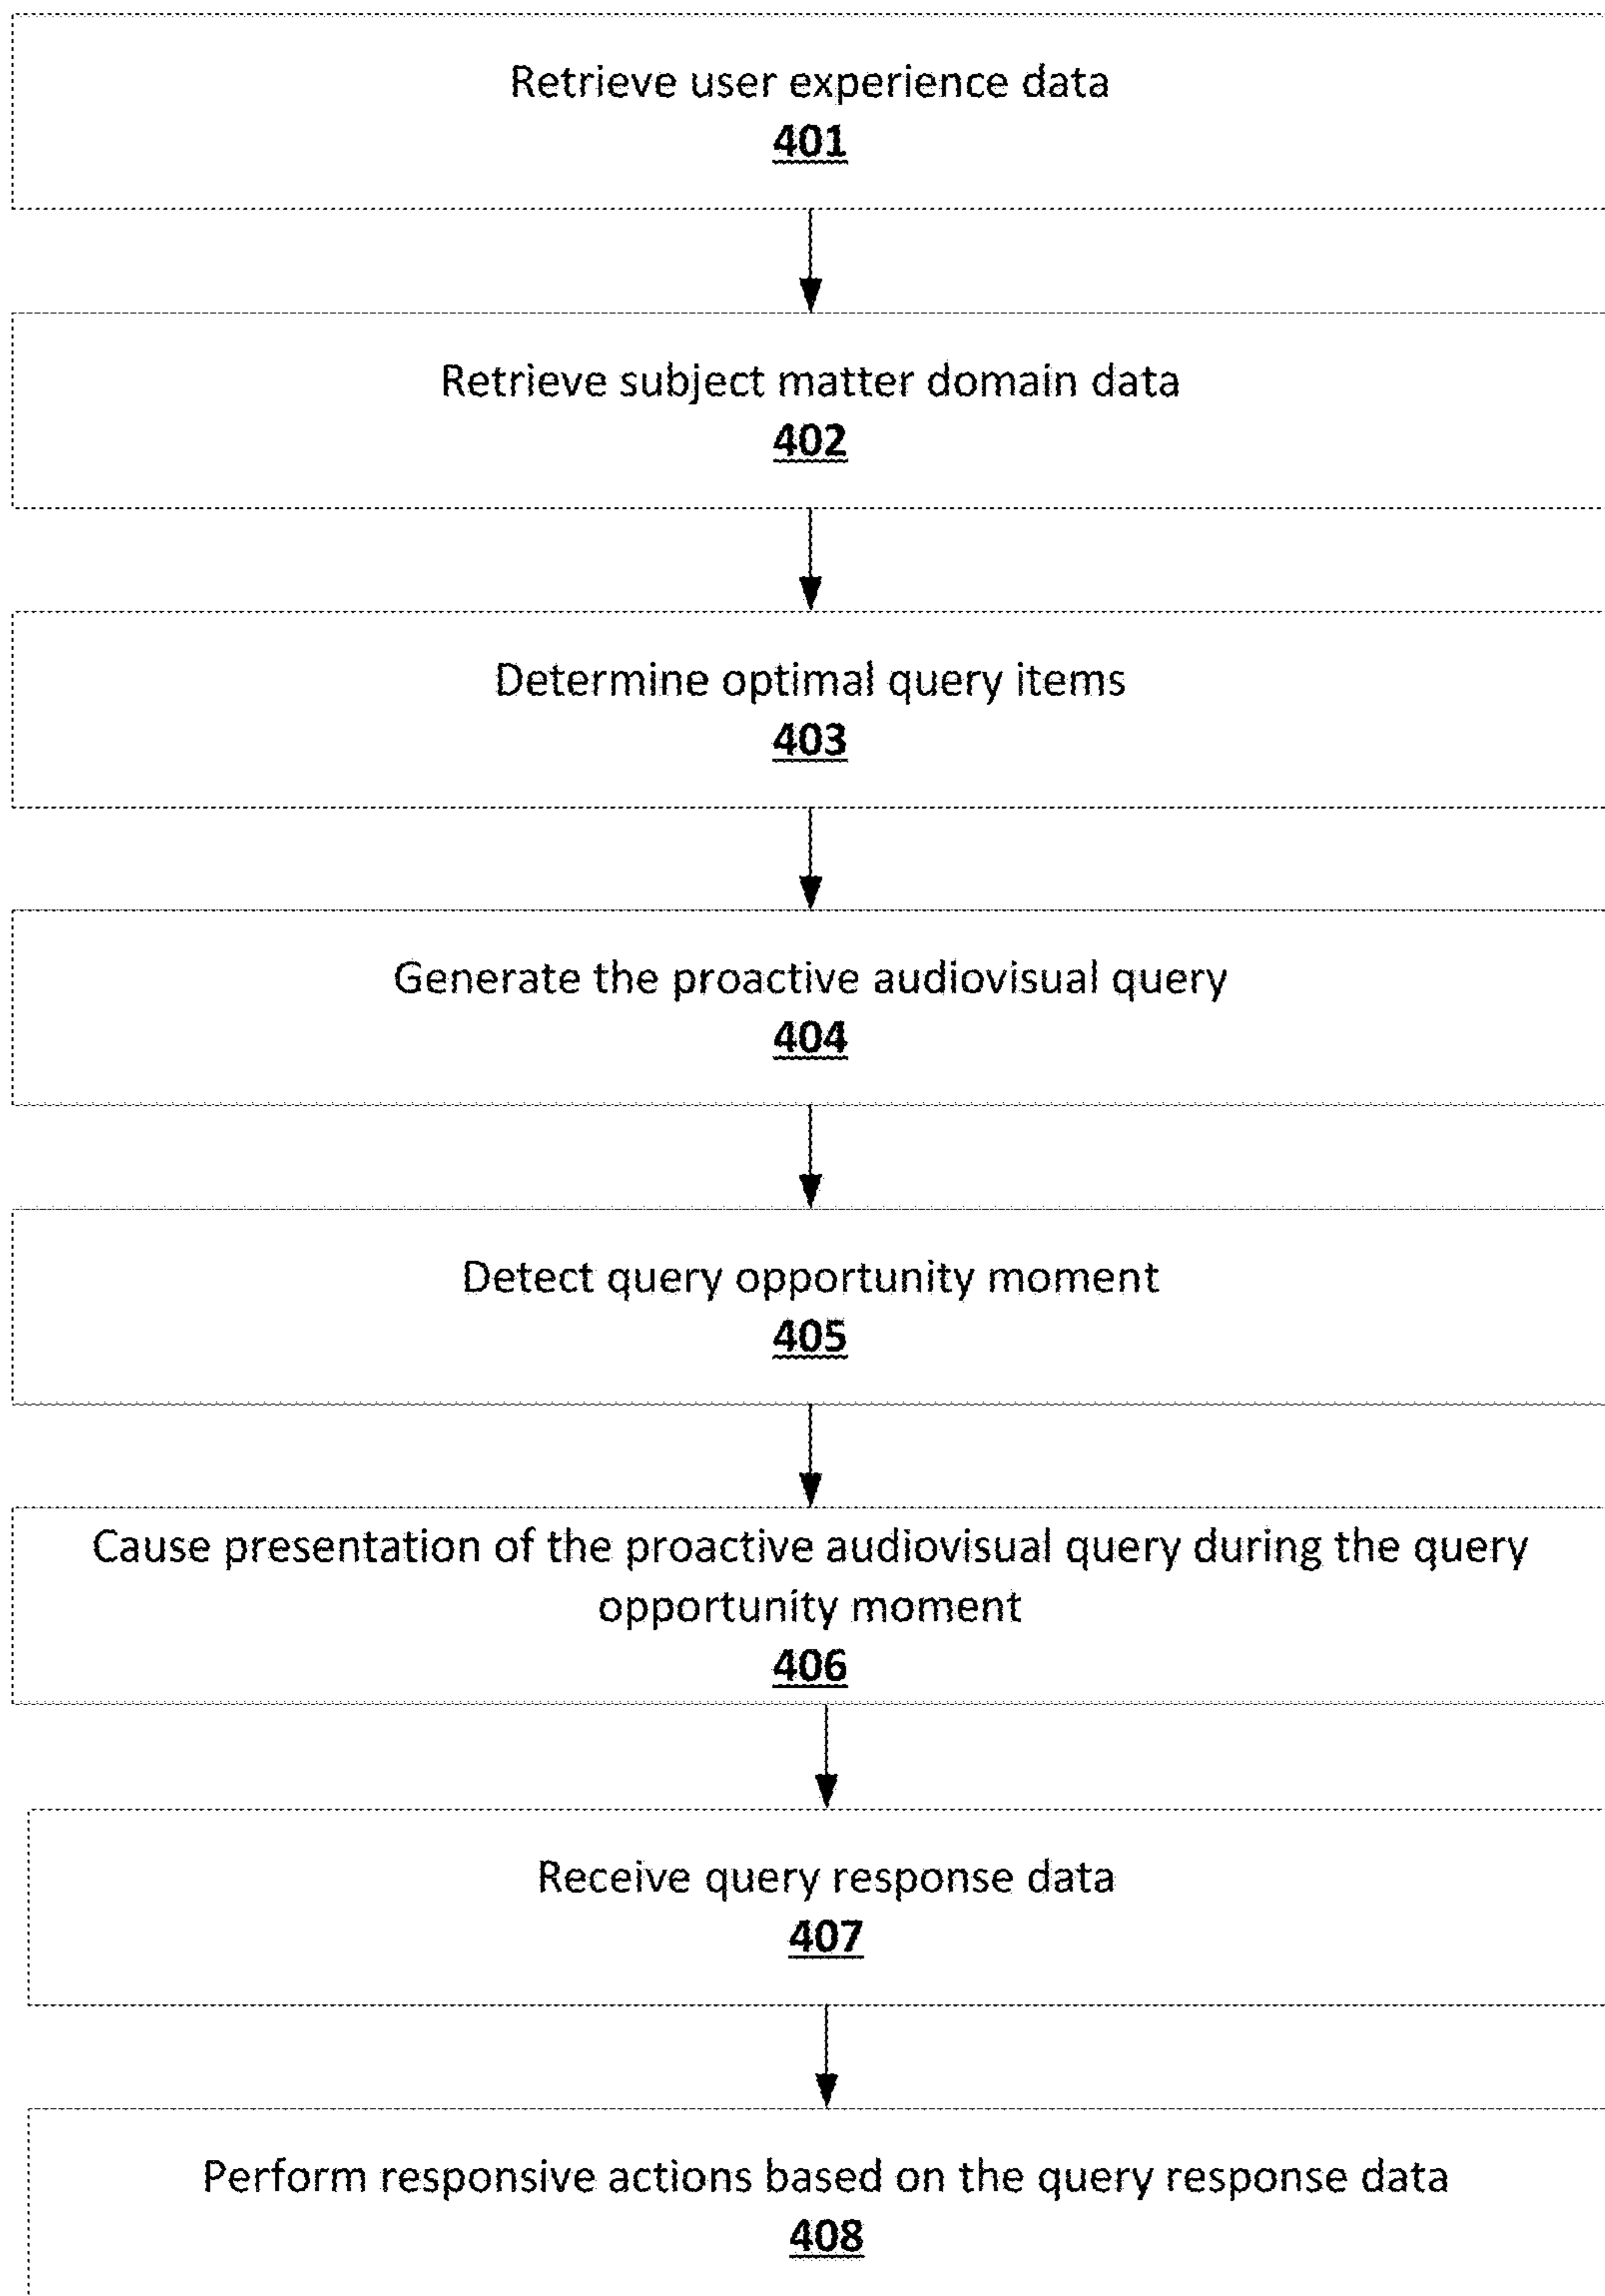 Retrieve user experience data
401
Retrieve subject matter domain data
402
Determine optimal query items
403
Generate the proactive audiovisual query
404
Detect query opportunity moment
405
Cause presentation of the proactive audiovisual query during the query
opportunity moment
406
Receive query response data
407
Perform responsive actions based on the query response data
408